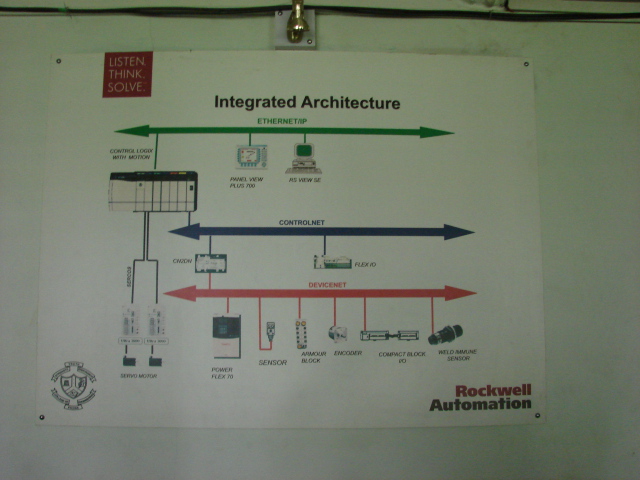 LISTEN.
THINK.
SOLVE.
Integrated Architecture
ETHERNET/IP
CONTROL LOGIX
WITH MOTION
PANEL VIEW
PLUS 700
RS VIEW SE
CONTROLNET
CN2DN
FLEX I/O
SERCOS
DEVICENET
SERVO MOTOR
POWER
FLEX 70
SENSOR
ARMOUR
BLOCK
ENCODER
COMPACT BLOCK
I/O
WELD IMMUNE
SENSOR
Rockwell
Automation